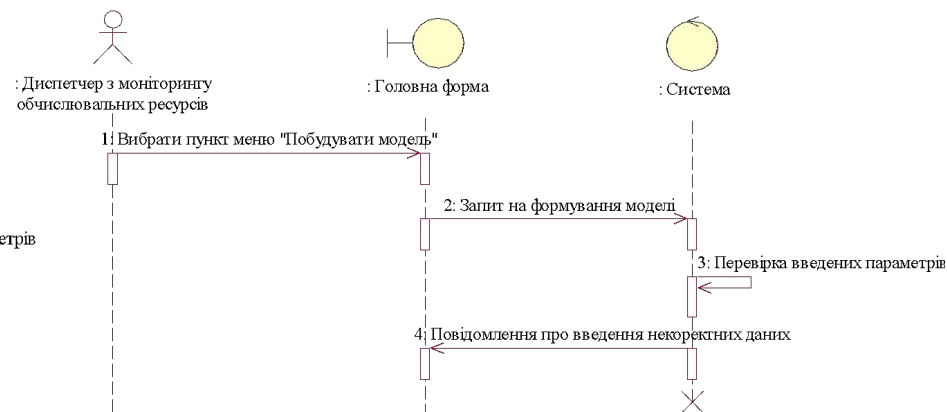 : Диспетчер з моніторингу
обчислювальних ресурсів
: Головна форма
: Система
1: Вибрати пункт меню "Побудувати модель"
2: Запит на формування моделі
етрів
3: Перевірка введених параметрів
4: Повідомлення про введення некоректних даних